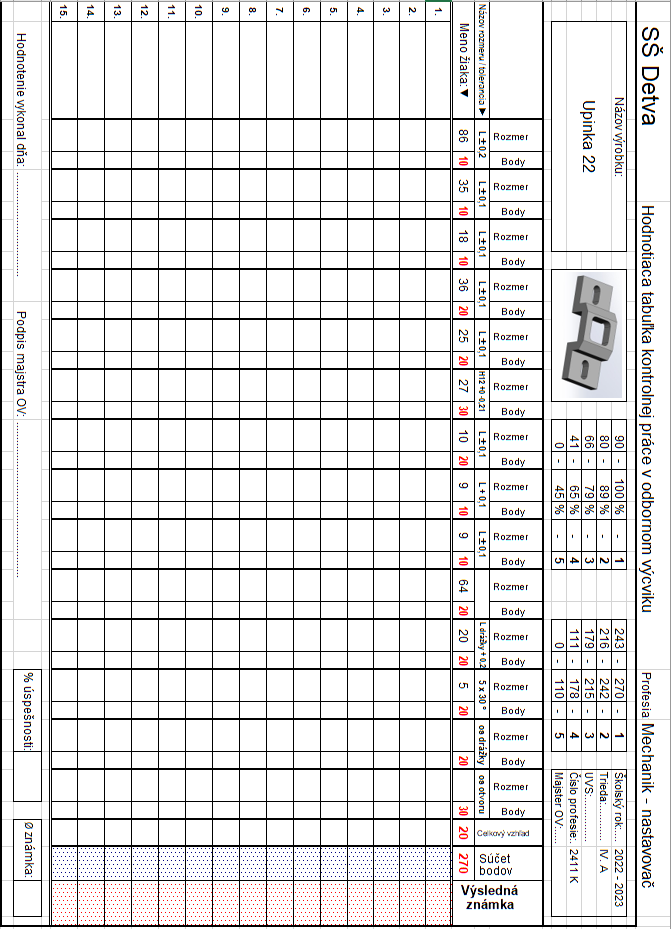 SŠ Detva Hodnotiaca tabuľka kontrolnej práce v odbornom výcviku Profesia Mechanik - nastavovač
Názov výrobku:
Upinka 22
90 - 100 % - 1
80 - 89 % - 2
66 - 79 % - 3
41 - 65 % - 4
0 - 45 % - 5
243 - 270 - 1
216 - 242 - 2
179 - 215 - 3
111 - 178 - 4
0 - 110 - 5
Školský rok: 2022 - 2023
Trieda:........... IV. A
UVS:..............
Číslo profesie:. 2411 K
Majster OV:.....
Rozmer Body Rozmer Body Rozmer Body Rozmer Body Rozmer Body Rozmer Body Rozmer Body Rozmer Body Rozmer Body Rozmer Body Rozmer Body Rozmer Body Rozmer Body Rozmer Body
Názov rozmeru / tolerancia ▶ L ± 0,2 L ± 0,1 L ± 0,1 L ± 0,1 L ± 0,1 H12 +0 -0,21 L ± 0,1 L + 0,1 L ± 0,1 L drážky + 0,2 5 x 30 ° os drážky os otvoru Celkový vzhľad Súčet bodov Výsledná známka
Meno žiaka:▼ 86 10 35 10 18 10 36 20 25 20 27 30 10 20 9 10 9 10 64 20 20 20 5 20 20 30 20 270
1.
2.
3.
4.
5.
6.
7.
8.
9.
10.
11.
12.
13.
14.
15.
Hodnotenie vykonal dňa: .............................. Podpis majstra OV:.............................................. % úspešnosti: Ø známka: